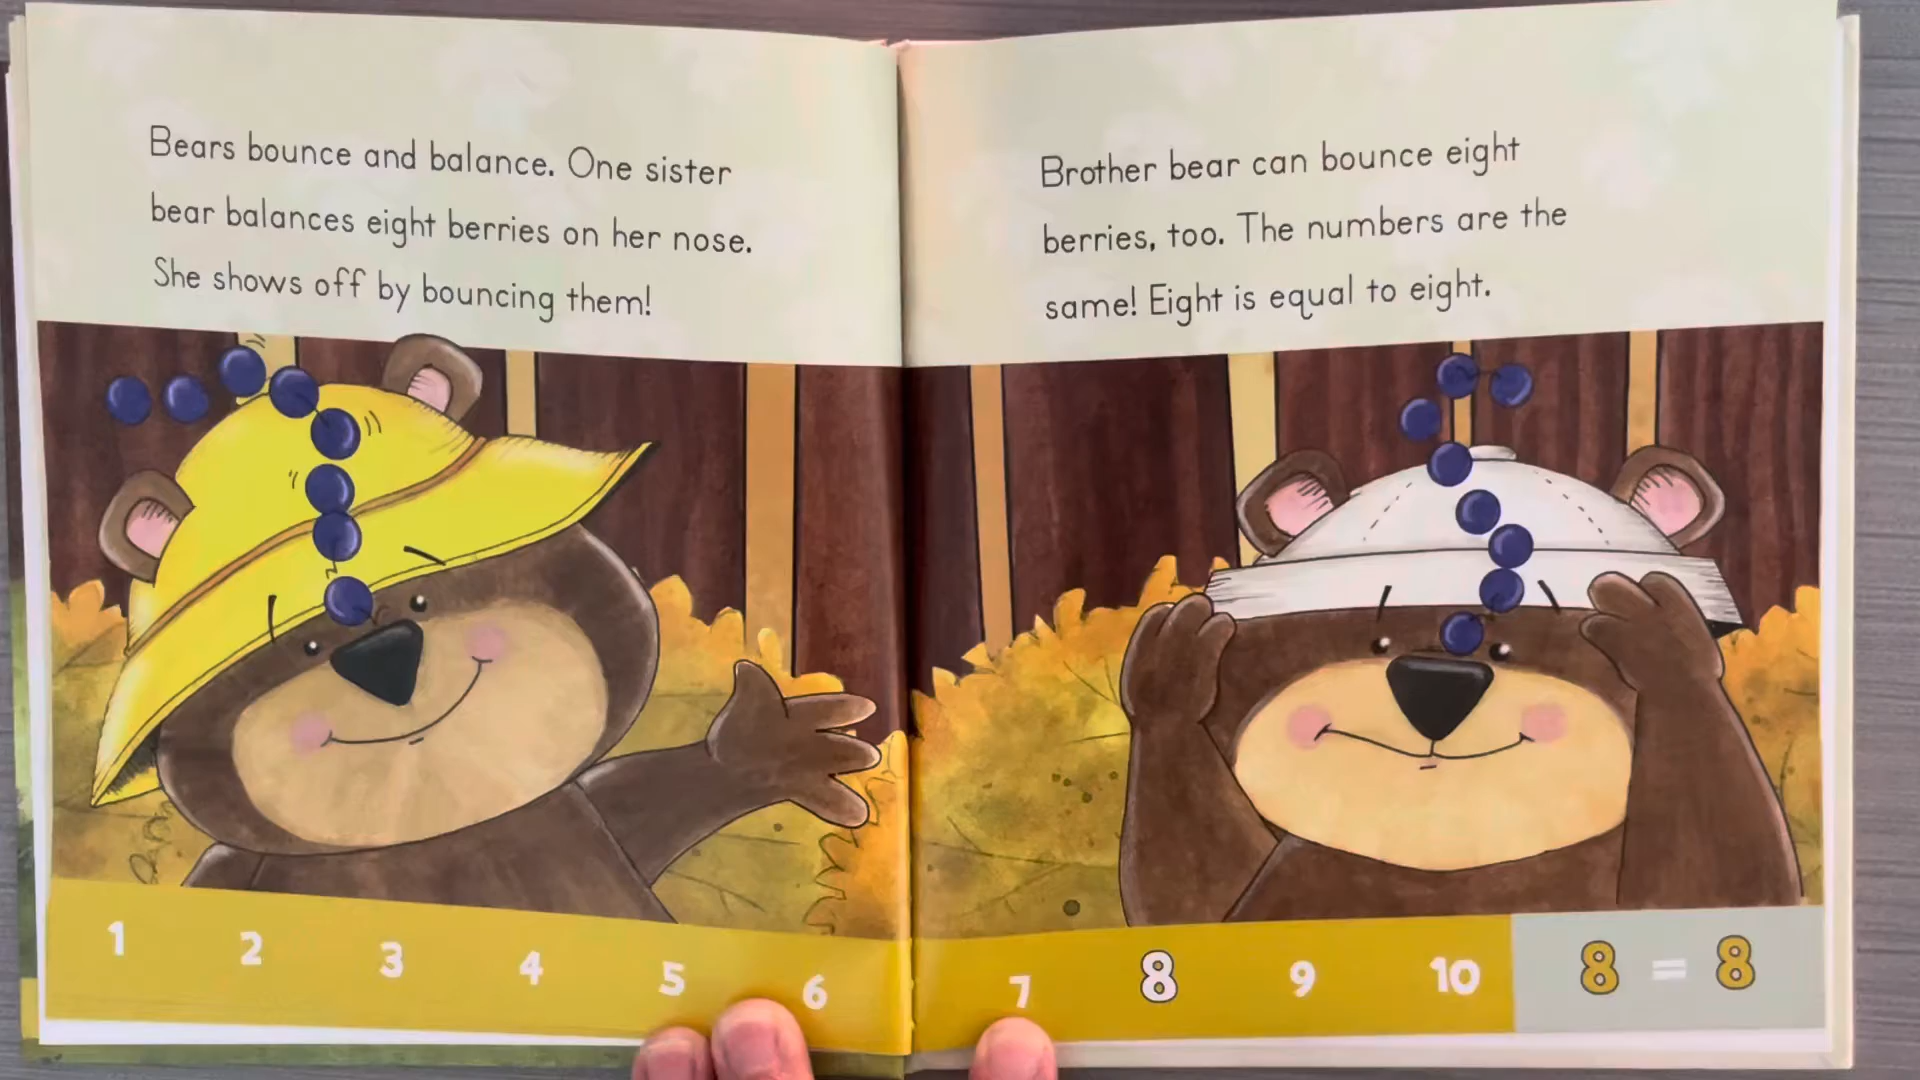 Bears bounce and balance. One sister
bear balances eight berries on her nose.
She shows off by bouncing them!
Brother bear can bounce eight
berries, too. The numbers are the
same! Eight is equal to eight.
1 2 3 4 5 6
7 8 9 10 8 = 8